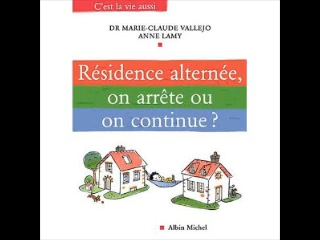 C'est la vie aussi
DR MARIE-CLAUDE VALLEJO
ANNE LAMY
Résidence alternée,
on arrête ou
on continue ?
Albin Michel